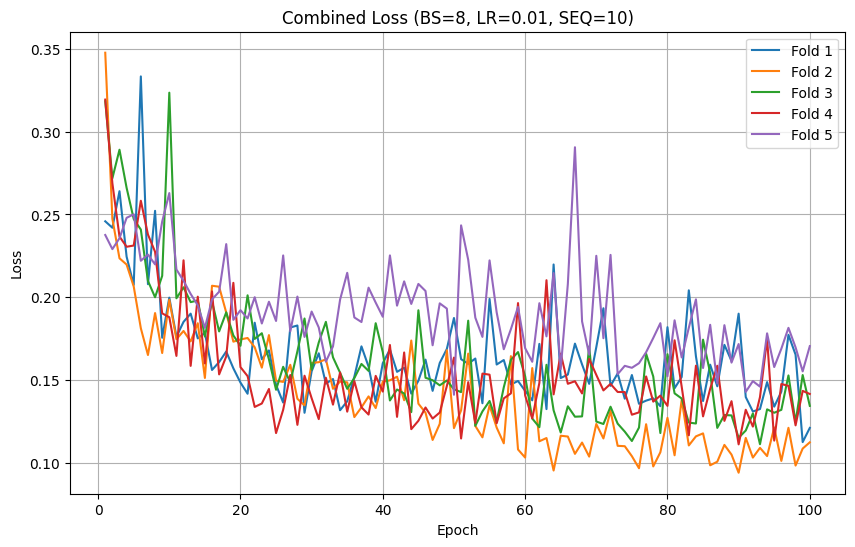 Combined Loss (BS=8, LR=0.01, SEQ=10)
Loss
0.35
0.30
0.25
0.20
0.15
0.10
0
20
40
60
80
100
Epoch
Fold 1
Fold 2
Fold 3
Fold 4
Fold 5